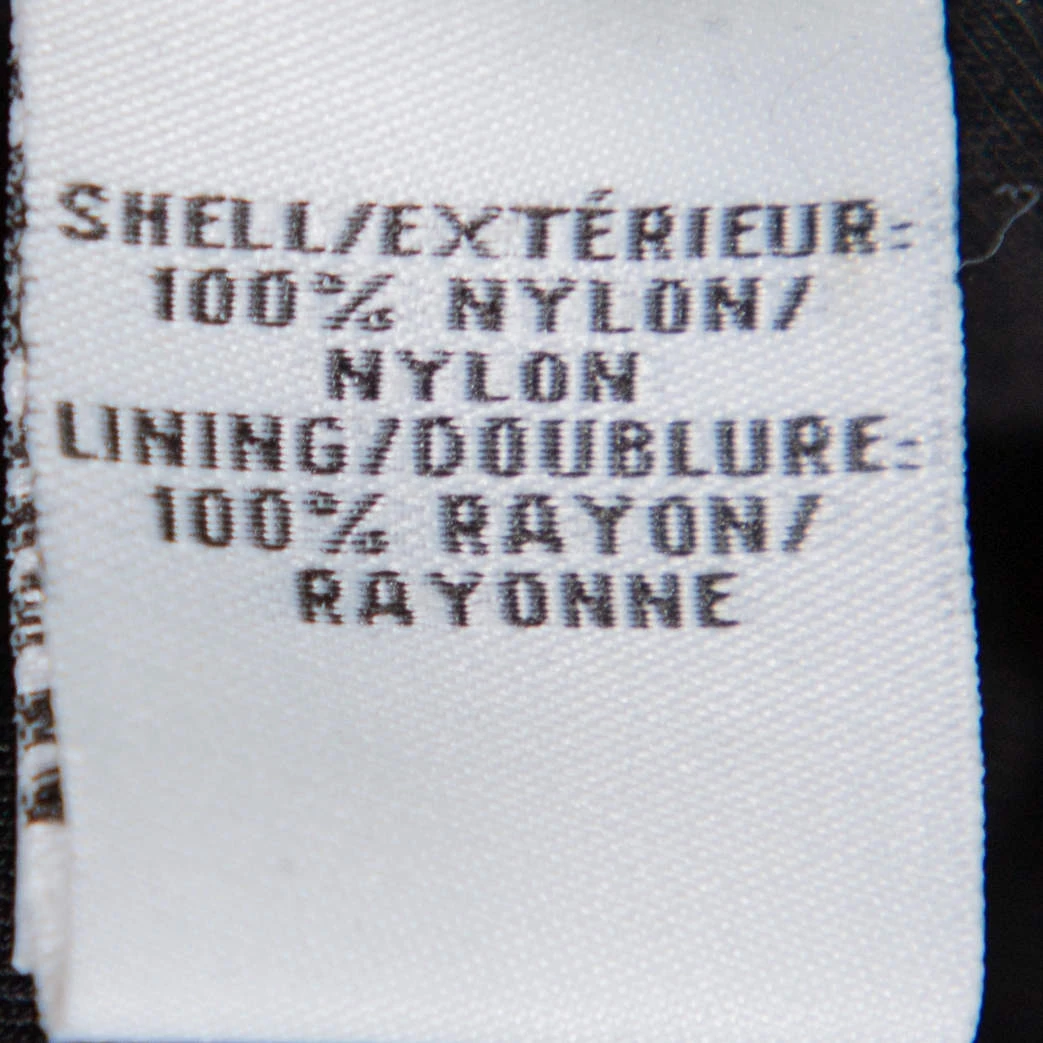 SHELL/EXTÉRIEUR:
100% NYLON/
NYLON
LINING/DOUBLURE:
100% RAYON/
RAYONNE